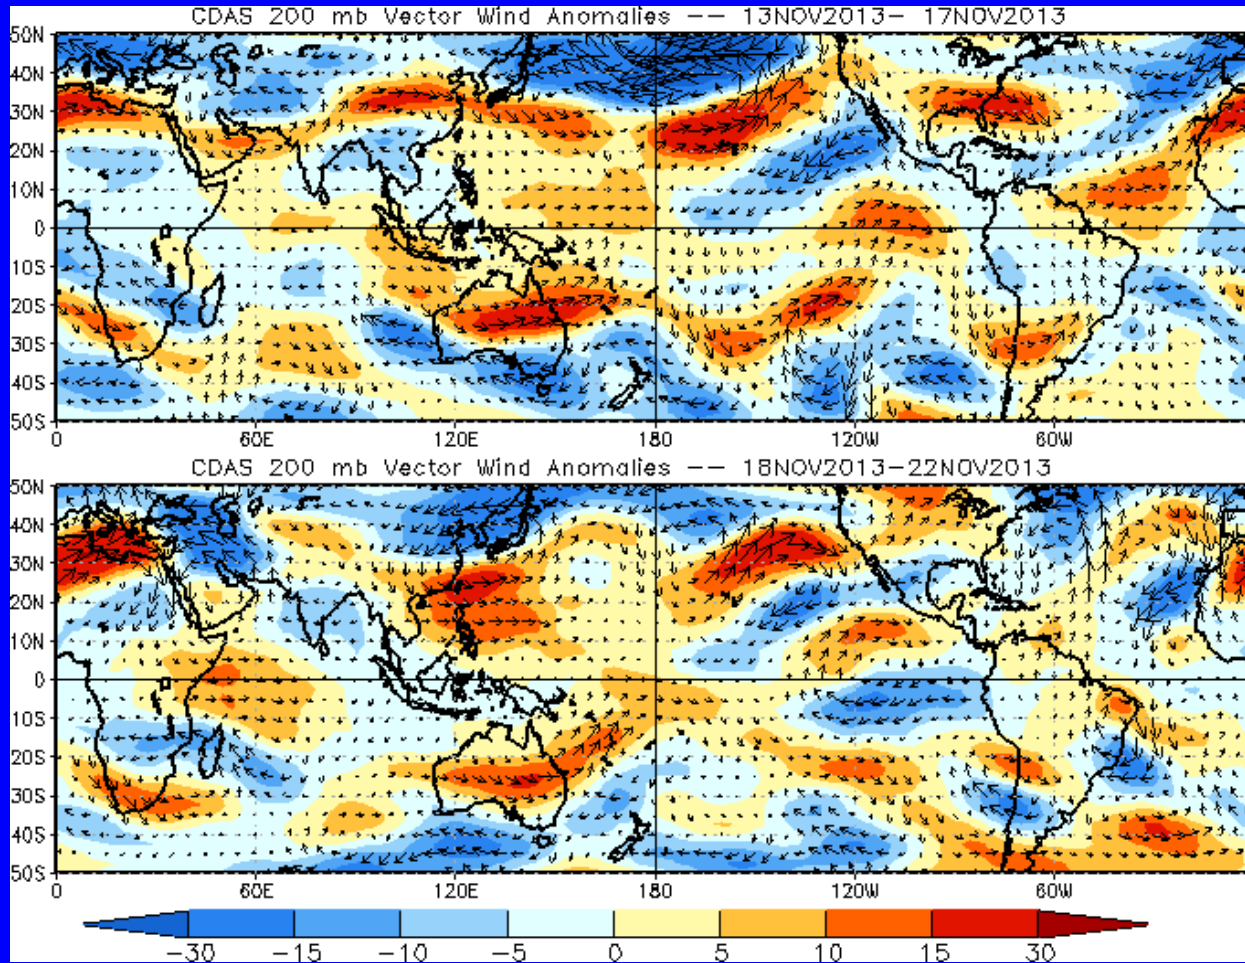 CDAS 200 mb Vector Wind Anomalies -- 13NOV2013- 17NOV2013
50N
40N
30N
20N
10N
0
10S
20S
30S
40S
50S
0 60E 120E 180 120W 60W
CDAS 200 mb Vector Wind Anomalies -- 18NOV2013-22NOV2013
50N
40N
30N
20N
10N
0
10S
20S
30S
40S
50S
0 60E 120E 180 120W 60W
-30 -15 -10 -5 0 5 10 15 30